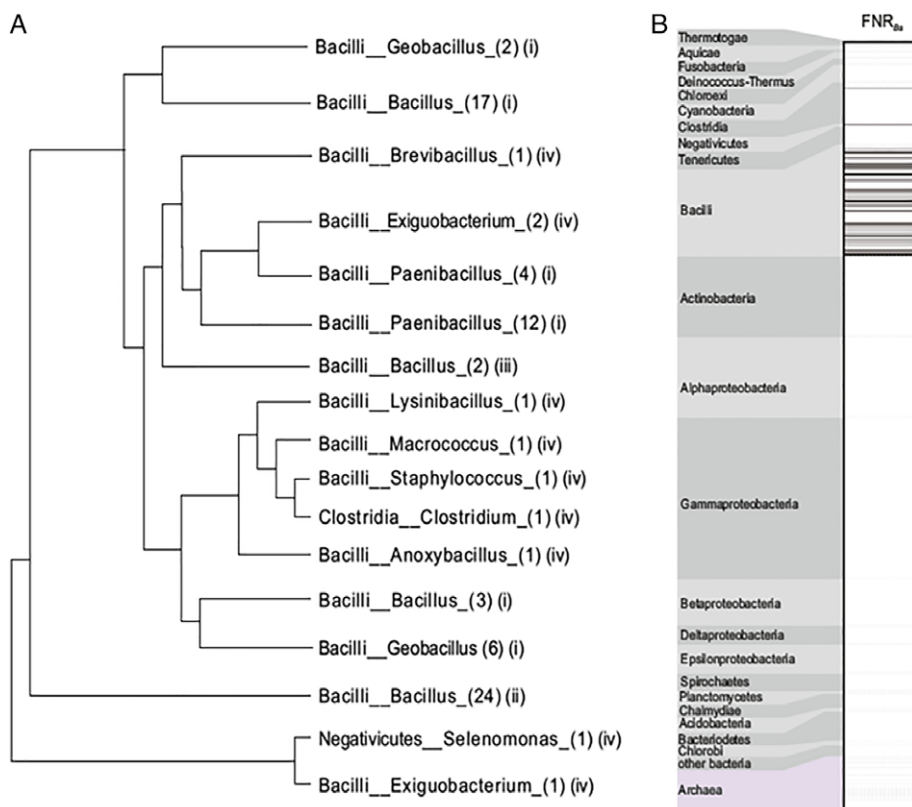 A
Bacilli__Geobacillus_(2) (i)
Bacilli__Bacillus_(17) (i)
Bacilli__Brevibacillus_(1) (iv)
Bacilli__Exiguobacterium_(2) (iv)
Bacilli__Paenibacillus_(4) (i)
Bacilli__Paenibacillus_(12) (i)
Bacilli__Bacillus_(2) (iii)
Bacilli__Lysinibacillus_(1) (iv)
Bacilli__Macrococcus_(1) (iv)
Bacilli__Staphylococcus_(1) (iv)
Clostridia__Clostridium_(1) (iv)
Bacilli__Anoxybacillus_(1) (iv)
Bacilli__Bacillus_(3) (i)
Bacilli__Geobacillus (6) (i)
Bacilli__Bacillus_(24) (ii)
Negativicutes__Selenomonas_(1) (iv)
Bacilli__Exiguobacterium_(1) (iv)
B
FNR Bs
Thermotogae
Aquicae
Fusobacteria
Deinococcus-Thermus
Chloroexi
Cyanobacteria
Clostridia
Negativicutes
Tenericutes
Bacilli
Actinobacteria
Alphaproteobacteria
Gammaproteobacteria
Betaproteobacteria
Deltaproteobacteria
Epsilonproteobacteria
Spirochaetes
Planctomycetes
Chalmydiae
Acidobacteria
Bacteriodetes
Chlorobi
other bacteria
Archaea